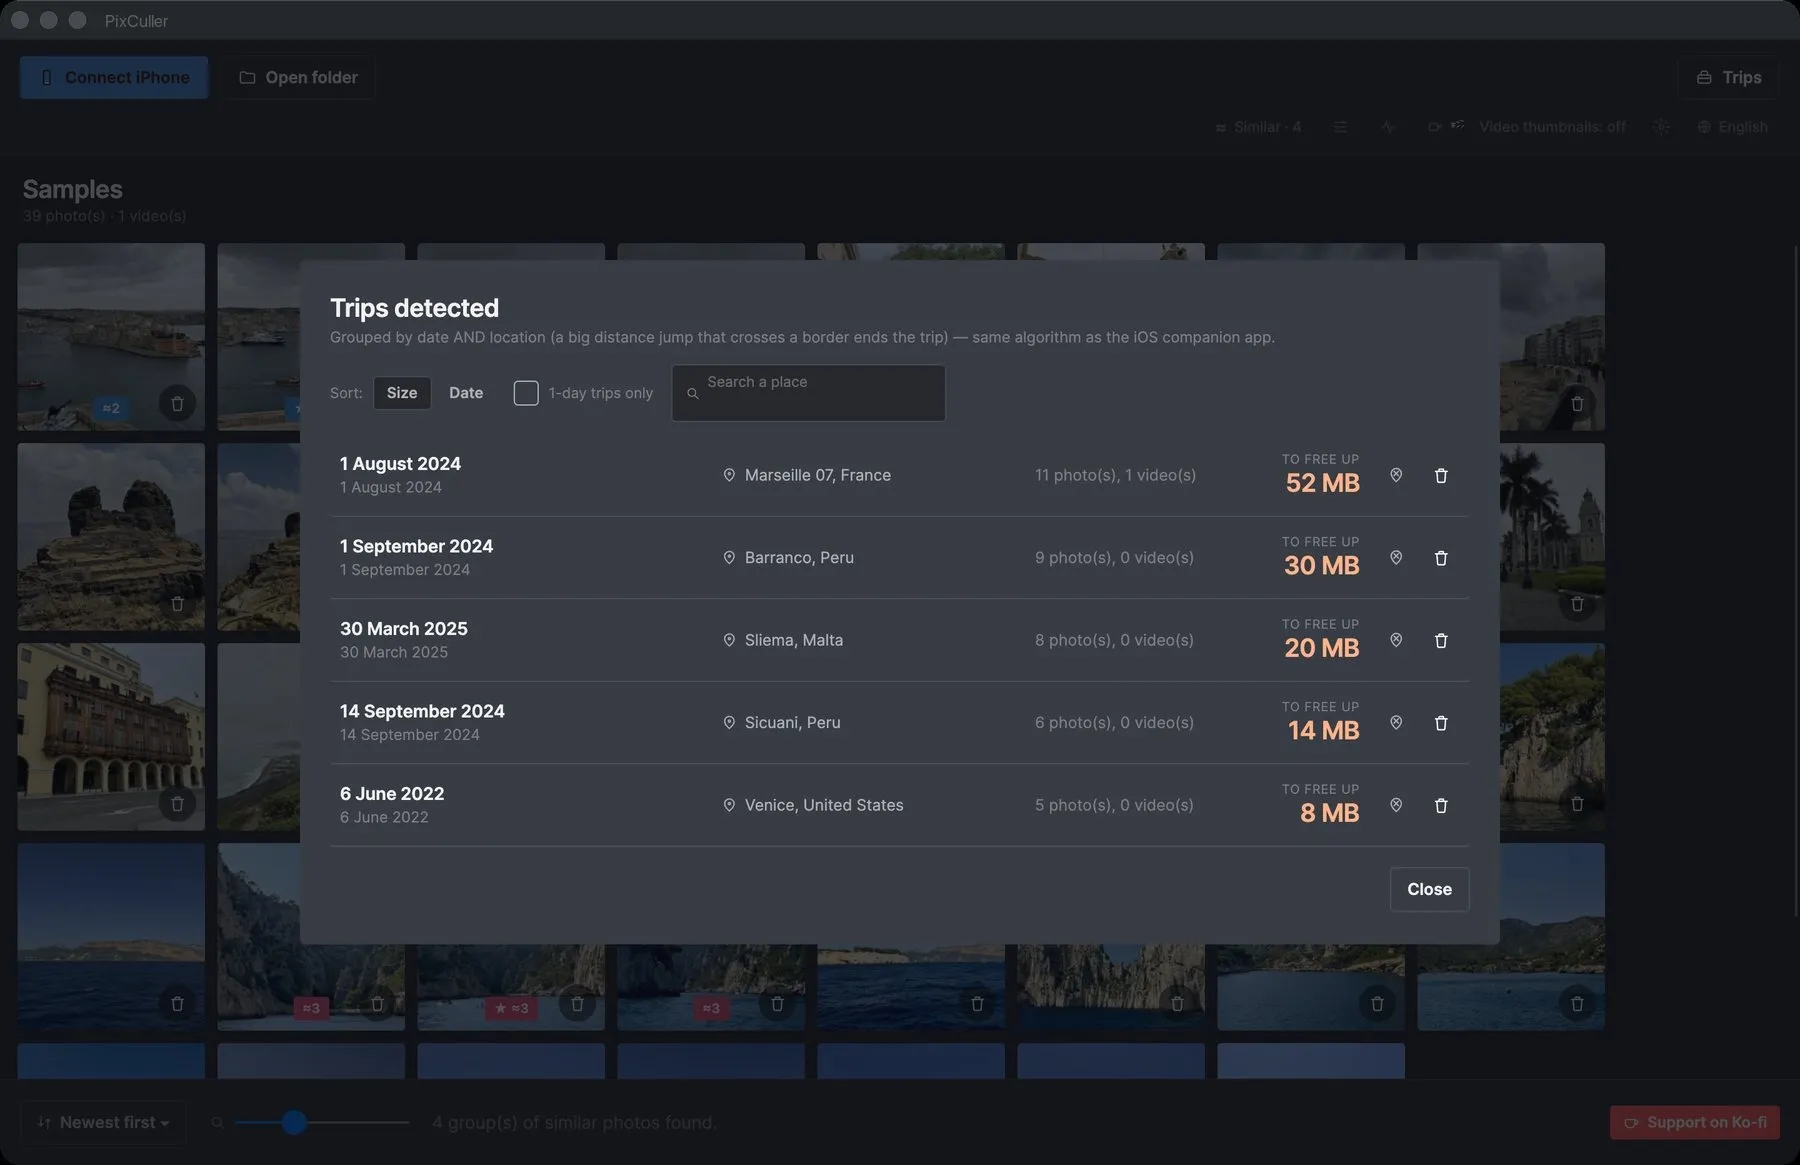 PixCuller
Connect iPhone
Open folder
Trips
Similar · 4
Video thumbnails: off
English
Samples
39 photo(s) · 1 video(s)
≈2
Trips detected
Grouped by date AND location (a big distance jump that crosses a border ends the trip) — same algorithm as the iOS companion app.
Sort:
Size
Date
1-day trips only
Search a place
1 August 2024
1 August 2024
Marseille 07, France
11 photo(s), 1 video(s)
TO FREE UP
52 MB
1 September 2024
1 September 2024
Barranco, Peru
9 photo(s), 0 video(s)
TO FREE UP
30 MB
30 March 2025
30 March 2025
Sliema, Malta
8 photo(s), 0 video(s)
TO FREE UP
20 MB
14 September 2024
14 September 2024
Sicuani, Peru
6 photo(s), 0 video(s)
TO FREE UP
14 MB
6 June 2022
6 June 2022
Venice, United States
5 photo(s), 0 video(s)
TO FREE UP
8 MB
Close
≈3
★ ≈3
≈3
Newest first
4 group(s) of similar photos found.
Support on Ko-fi